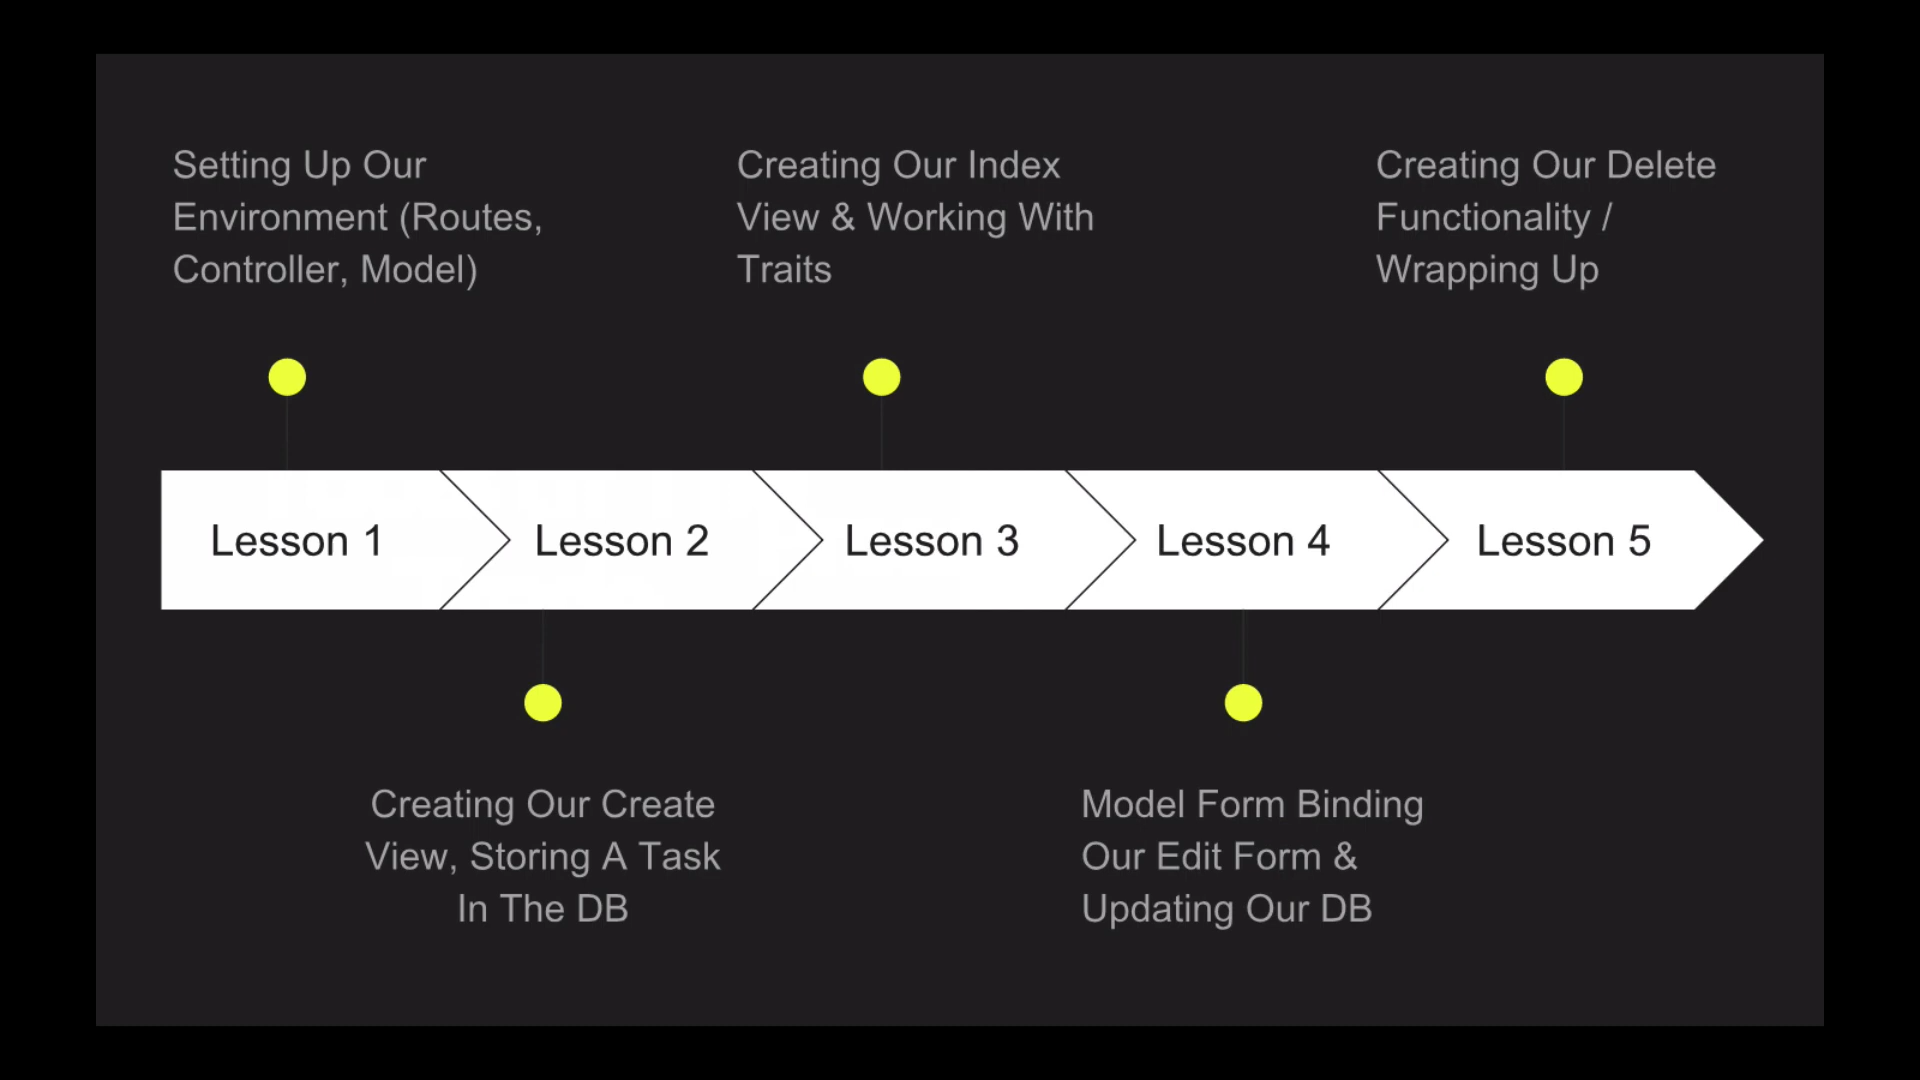 Setting Up Our
Environment (Routes,
Controller, Model)
Creating Our Index
View & Working With
Traits
Creating Our Delete
Functionality /
Wrapping Up
Lesson 1
Lesson 2
Lesson 3
Lesson 4
Lesson 5
Creating Our Create
View, Storing A Task
In The DB
Model Form Binding
Our Edit Form &
Updating Our DB